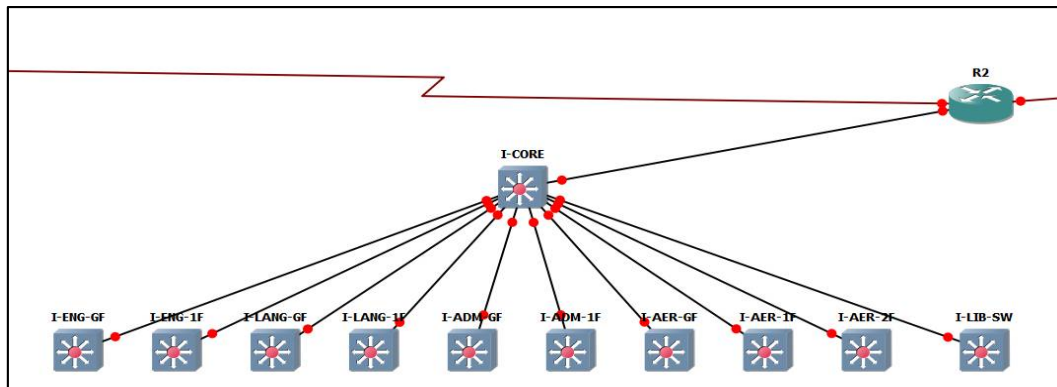 R2
I-CORE
I-ENG-GF
I-ENG-1F
I-LANG-GF
I-LANG-1F
I-ADM-GF
I-ADM-1F
I-AER-GF
I-AER-1F
I-AER-2F
I-LIB-SW